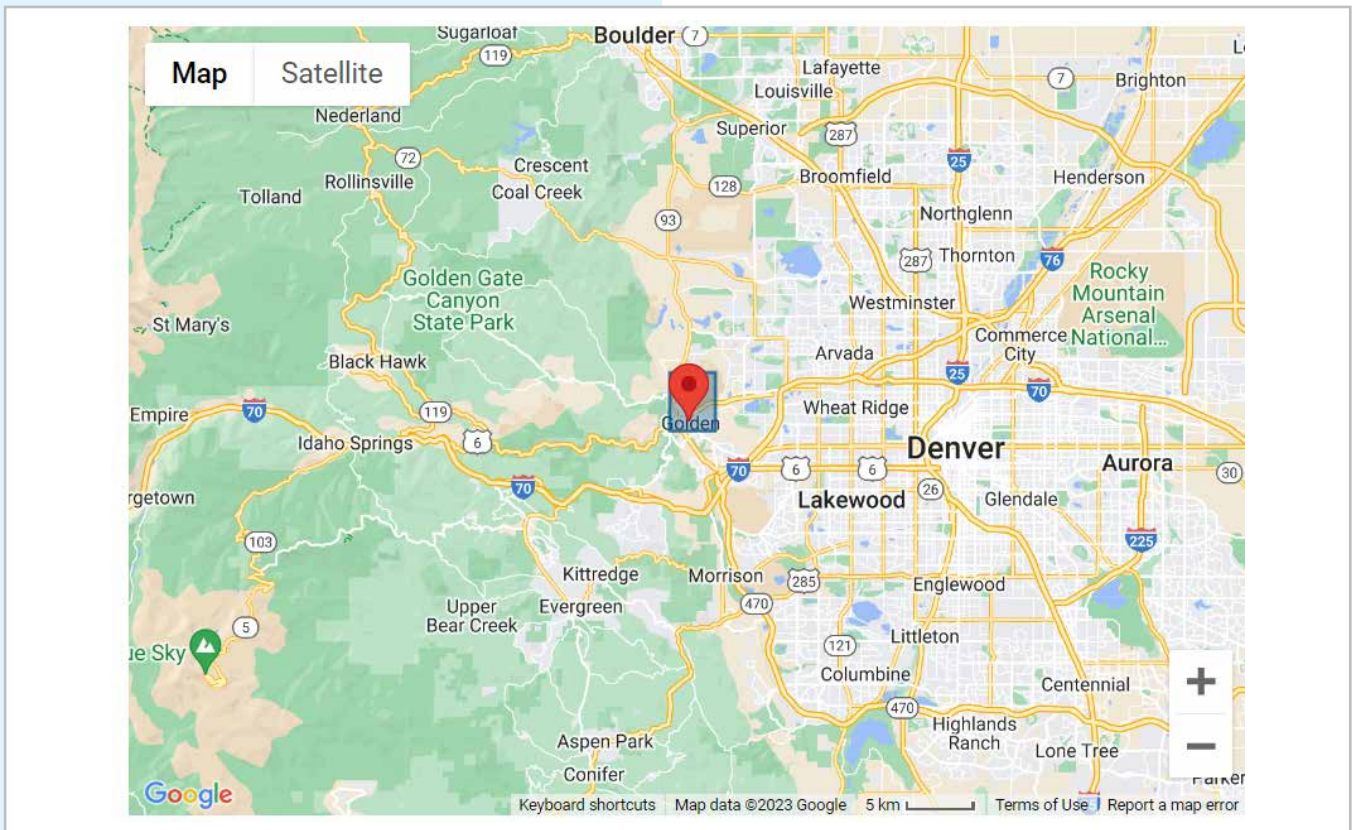 Sugarloaf
Boulder
7
119
Map
Satellite
Lafayette
7
Brighton
Louisville
Nederland
Superior
287
72
Crescent
25
Rollinsville
Coal Creek
128
Broomfield
Henderson
Tolland
93
Northglenn
287
Thornton
76
Golden Gate
Canyon
State Park
Rocky
Mountain
Arsenal
National...
Westminster
St Mary's
Commerce
City
Black Hawk
Arvada
25
70
Empire
70
119
Wheat Ridge
Golden
Idaho Springs
6
Denver
70
6
6
Aurora
30
rgetown
70
Lakewood
26
Glendale
103
225
Kittredge
Morrison
285
Englewood
Upper
Bear Creek
Evergreen
470
5
Littleton
ue Sky
121
Columbine
Centennial
470
Highlands
Ranch
Aspen Park
Lone Tree
Conifer
Parker
Google
Keyboard shortcuts
Map data ©2023 Google
5 km
Terms of Use
Report a map error